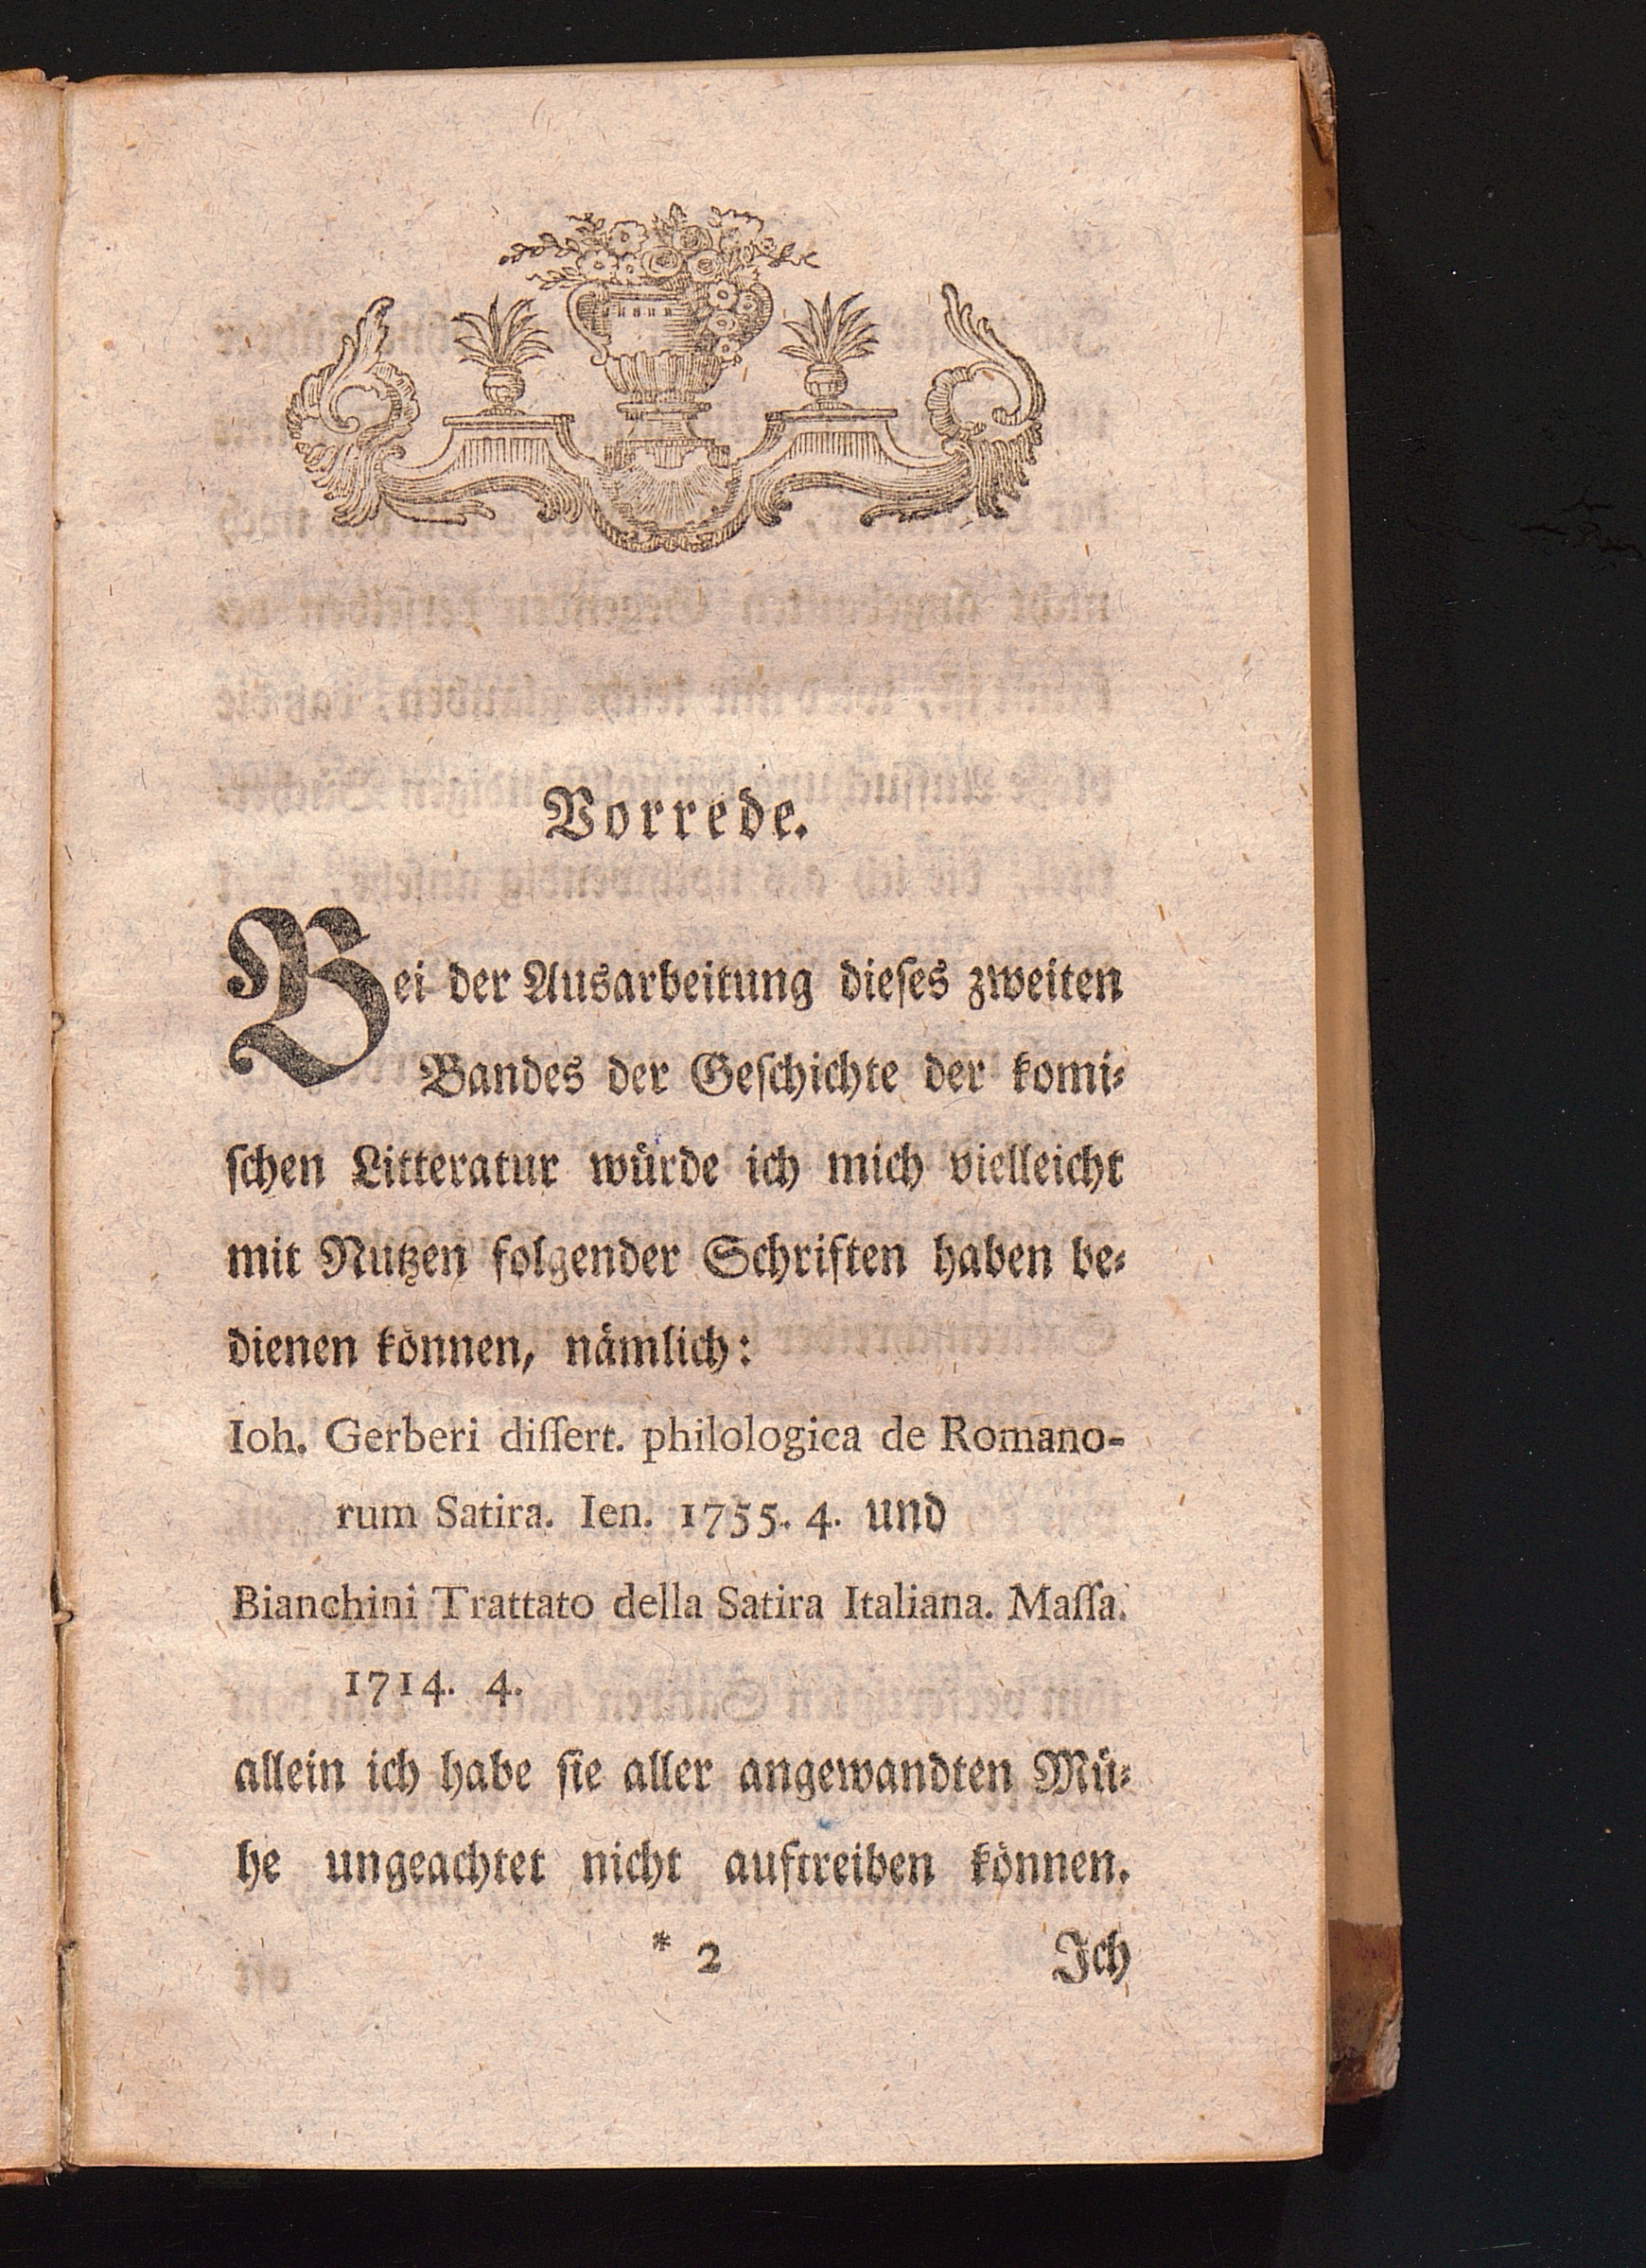 Vorrede.
Bei der Ausarbeitung dieſes zweiten
Bandes der Geſchichte der komi⸗
ſchen Litteratur würde ich mich vielleicht
mit Nutzen folgender Schriften haben be⸗
dienen können, nämlich:
Ioh. Gerberi diſſert. philologica de Romano-
rum Satira. Ien. 1755. 4. und
Bianchini Trattato della Satira Italiana. Maſſa.
1714. 4.
allein ich habe ſie aller angewandten Mü⸗
he ungeachtet nicht auftreiben können.
* 2 Ich